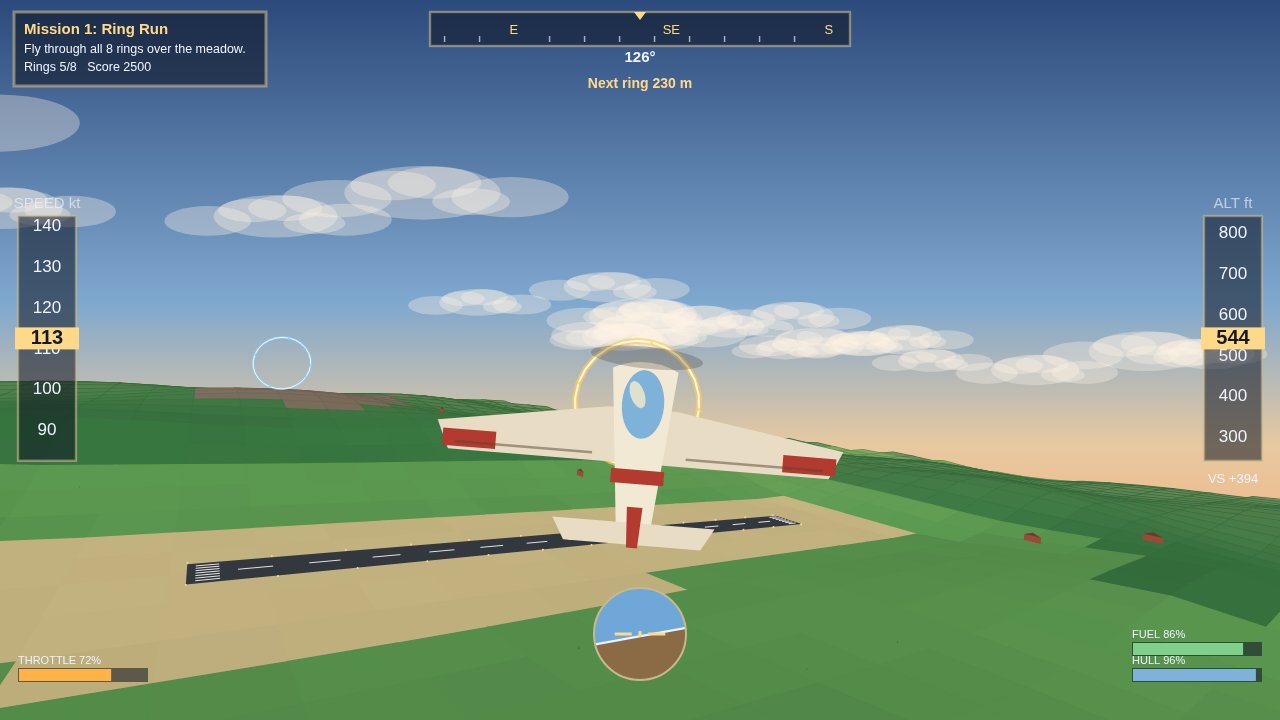 Mission 1: Ring Run
Fly through all 8 rings over the meadow.
Rings 5/8 Score 2500
E SE S
126°
Next ring 230 m
SPEED kt
140
130
120
113
110
100
90
ALT ft
800
700
600
544
500
400
300
VS +394
THROTTLE 72%
FUEL 86%
HULL 96%